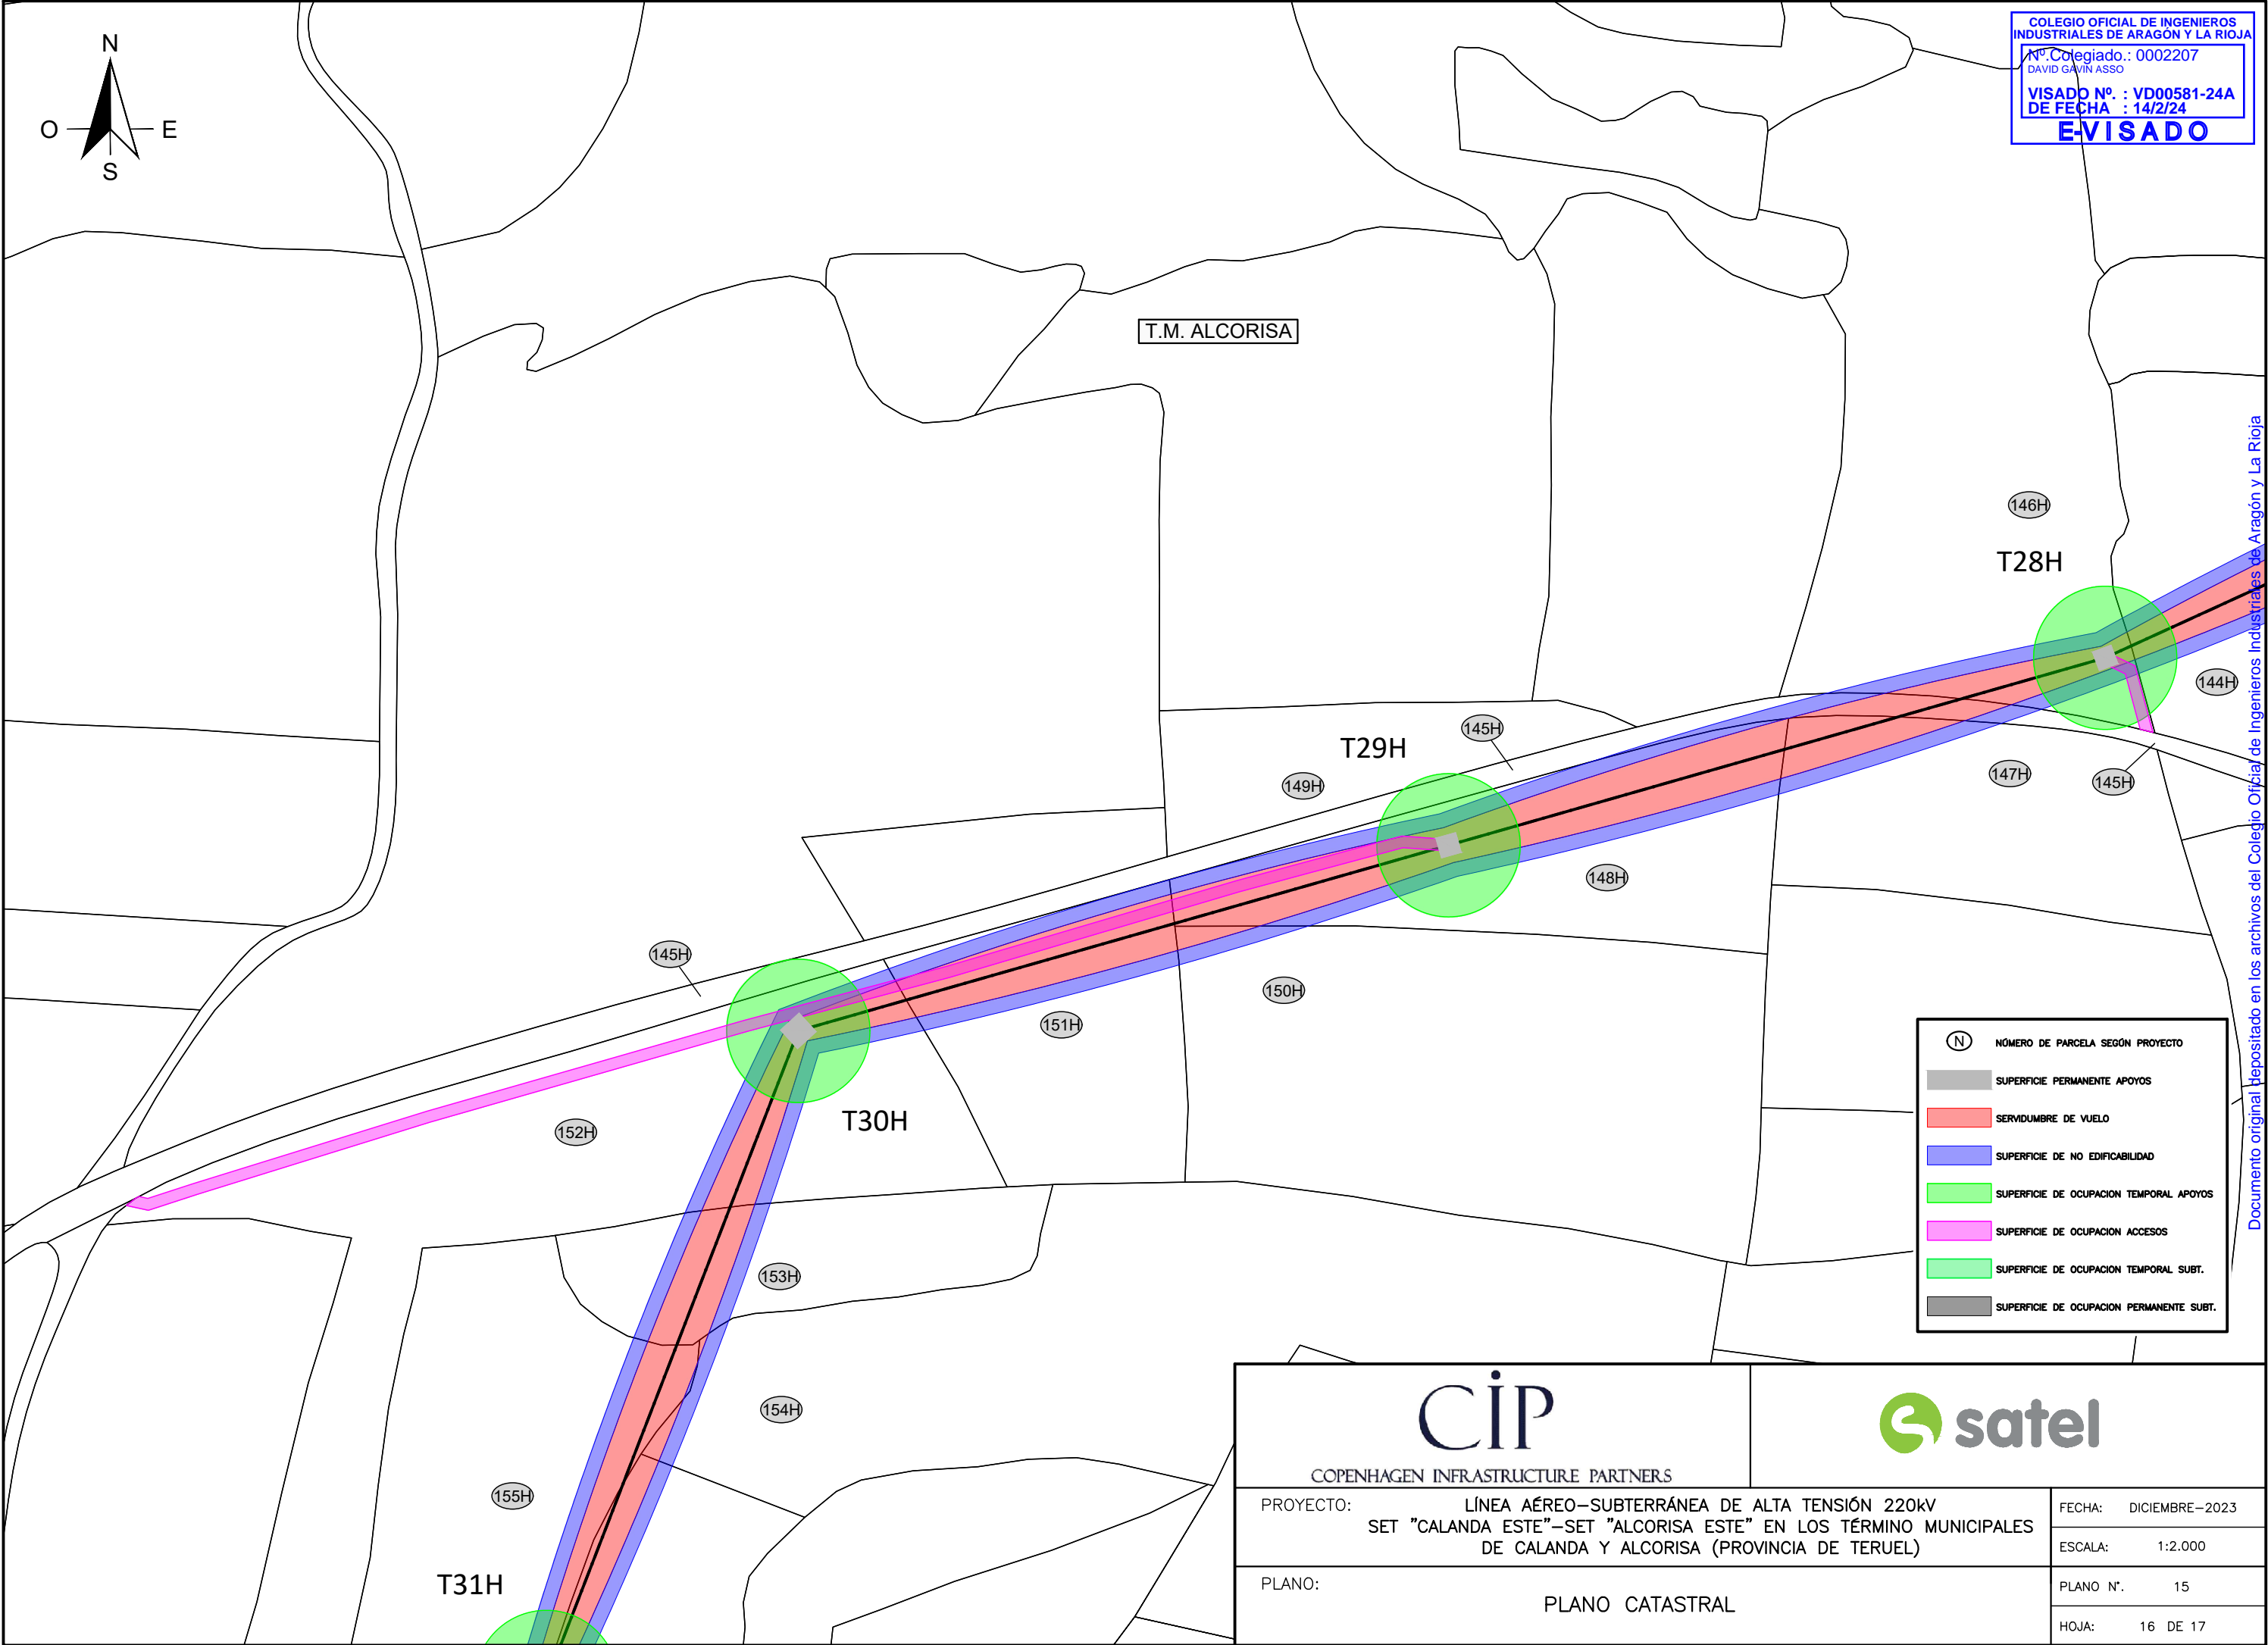 N
O
E
S
COLEGIO OFICIAL DE INGENIEROS
INDUSTRIALES DE ARAGÓN Y LA RIOJA
Nº.Colegiado.: 0002207
DAVID GAVIN ASSO
VISADO Nº. : VD00581-24A
DE FECHA : 14/2/24
E-VISADO
T.M. ALCORISA
146H
T28H
144H
145H
T29H
149H
147H
145H
148H
145H
150H
151H
T30H
152H
153H
154H
155H
T31H
Documento original depositado en los archivos del Colegio Oficial de Ingenieros Industriales de Aragón y La Rioja
N NÚMERO DE PARCELA SEGÚN PROYECTO
SUPERFICIE PERMANENTE APOYOS
SERVIDUMBRE DE VUELO
SUPERFICIE DE NO EDIFICABILIDAD
SUPERFICIE DE OCUPACION TEMPORAL APOYOS
SUPERFICIE DE OCUPACION ACCESOS
SUPERFICIE DE OCUPACION TEMPORAL SUBT.
SUPERFICIE DE OCUPACION PERMANENTE SUBT.
CIP
COPENHAGEN INFRASTRUCTURE PARTNERS
satel
PROYECTO: LÍNEA AÉREO-SUBTERRÁNEA DE ALTA TENSIÓN 220kV
SET "CALANDA ESTE"-SET "ALCORISA ESTE" EN LOS TÉRMINO MUNICIPALES
DE CALANDA Y ALCORISA (PROVINCIA DE TERUEL)
FECHA: DICIEMBRE-2023
ESCALA: 1:2.000
PLANO: PLANO CATASTRAL
PLANO N°. 15
HOJA: 16 DE 17